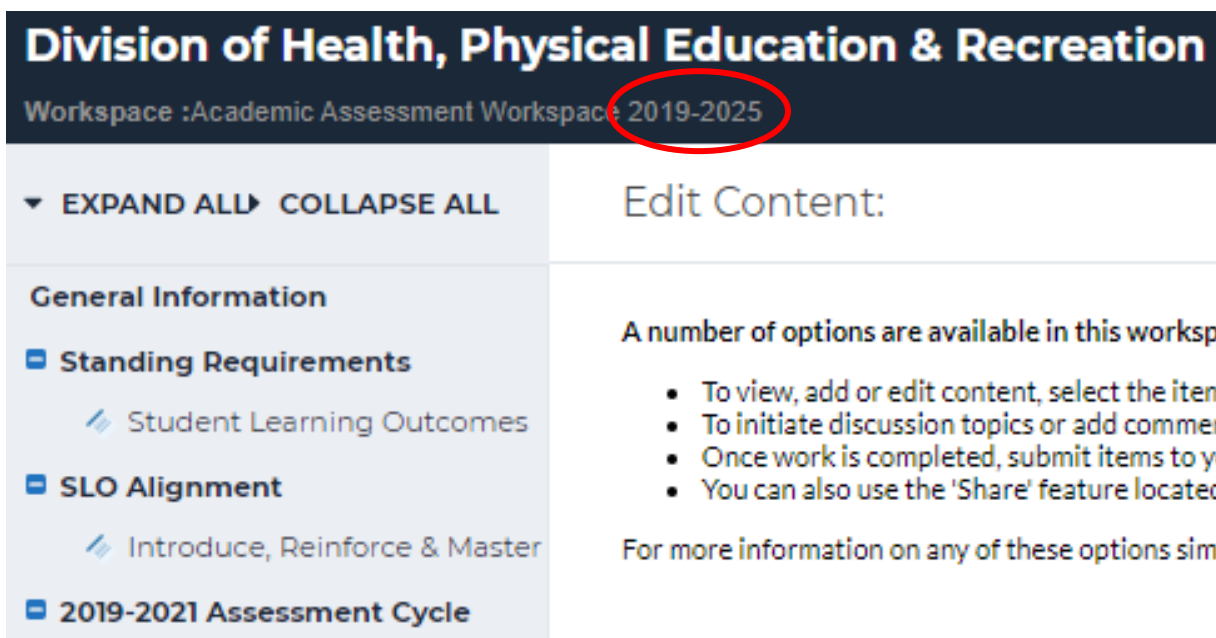 Division of Health, Physical Education & Recreation
Workspace :Academic Assessment Workspace 2019-2025
EXPAND ALL COLLAPSE ALL
Edit Content:
General Information
Standing Requirements
Student Learning Outcomes
SLO Alignment
Introduce, Reinforce & Master
2019-2021 Assessment Cycle
A number of options are available in this worksp
To view, add or edit content, select the iten
To initiate discussion topics or add commer
Once work is completed, submit items to y
You can also use the 'Share' feature located
For more information on any of these options sim